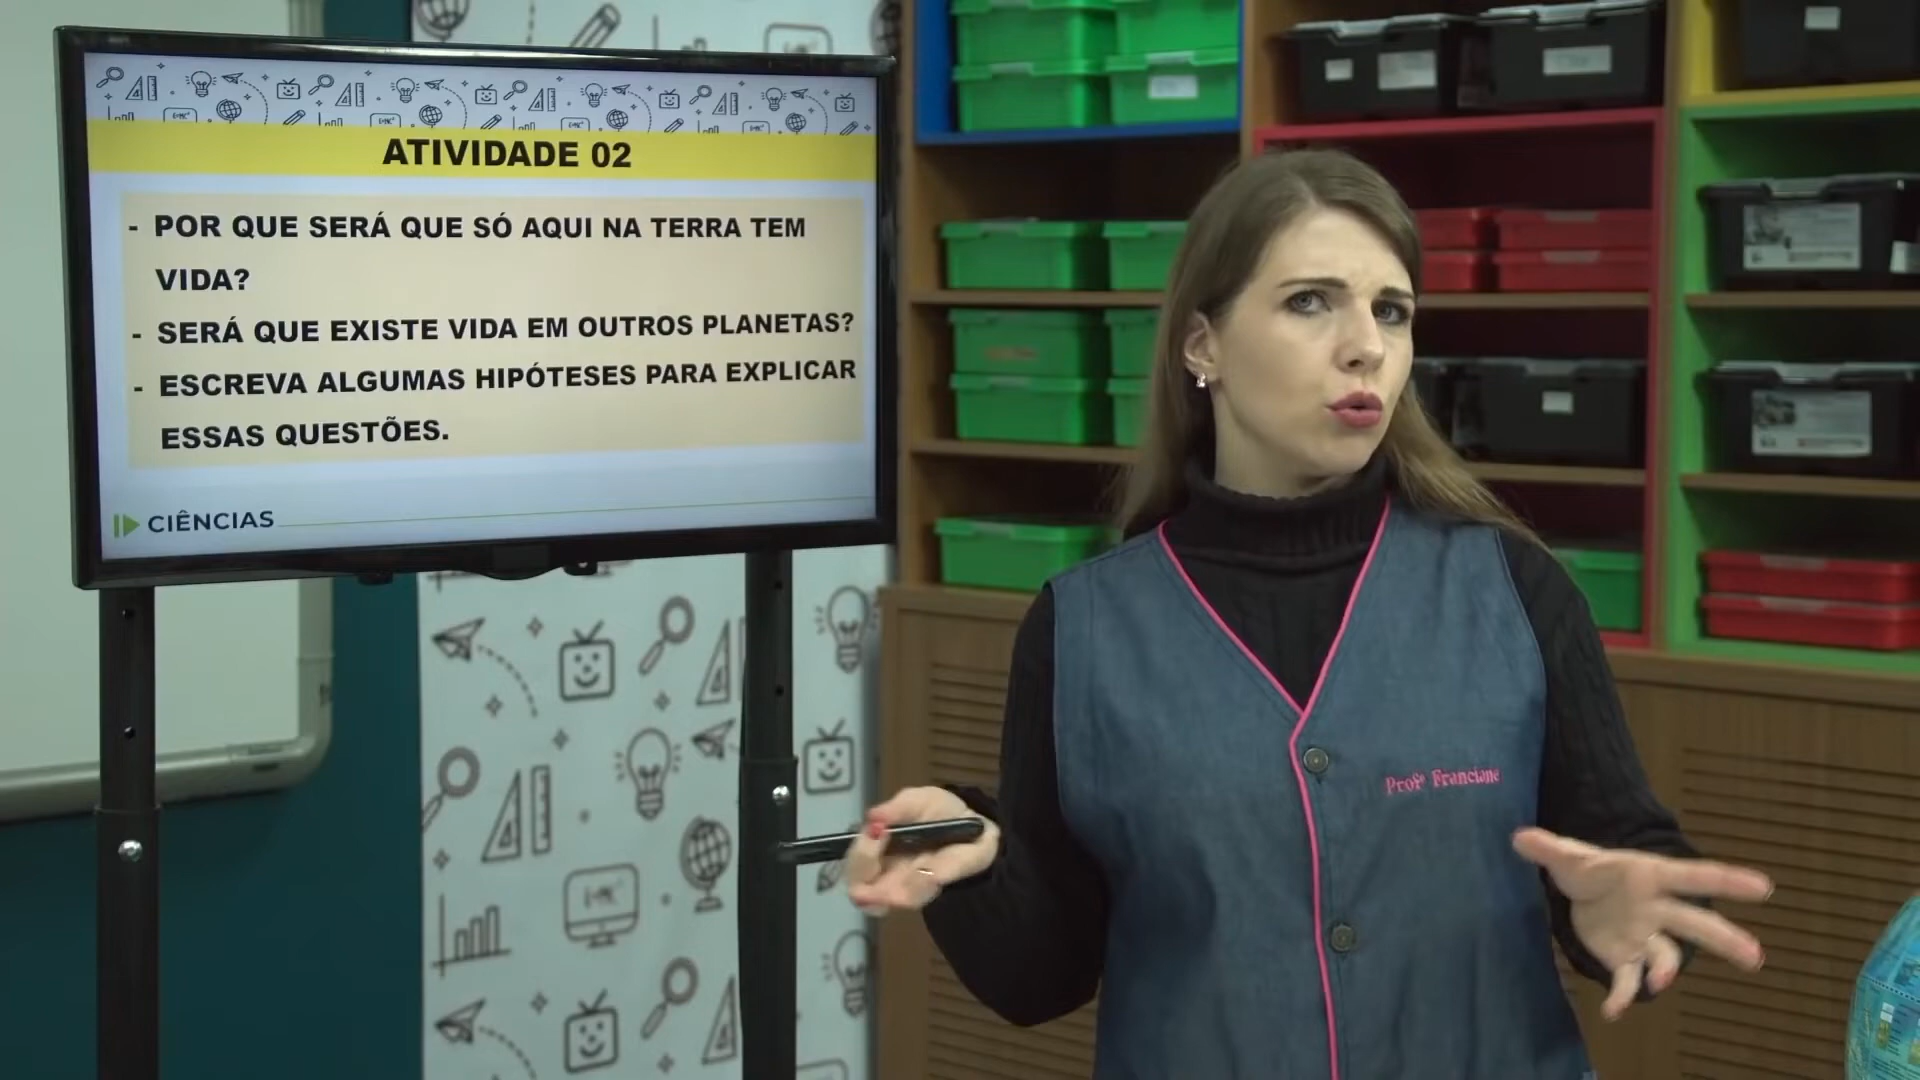 ATIVIDADE 02
- POR QUE SERÁ QUE SÓ AQUI NA TERRA TEM
VIDA?
- SERÁ QUE EXISTE VIDA EM OUTROS PLANETAS?
- ESCREVA ALGUMAS HIPÓTESES PARA EXPLICAR
ESSAS QUESTÕES.
CIÊNCIAS
Profª Franciane